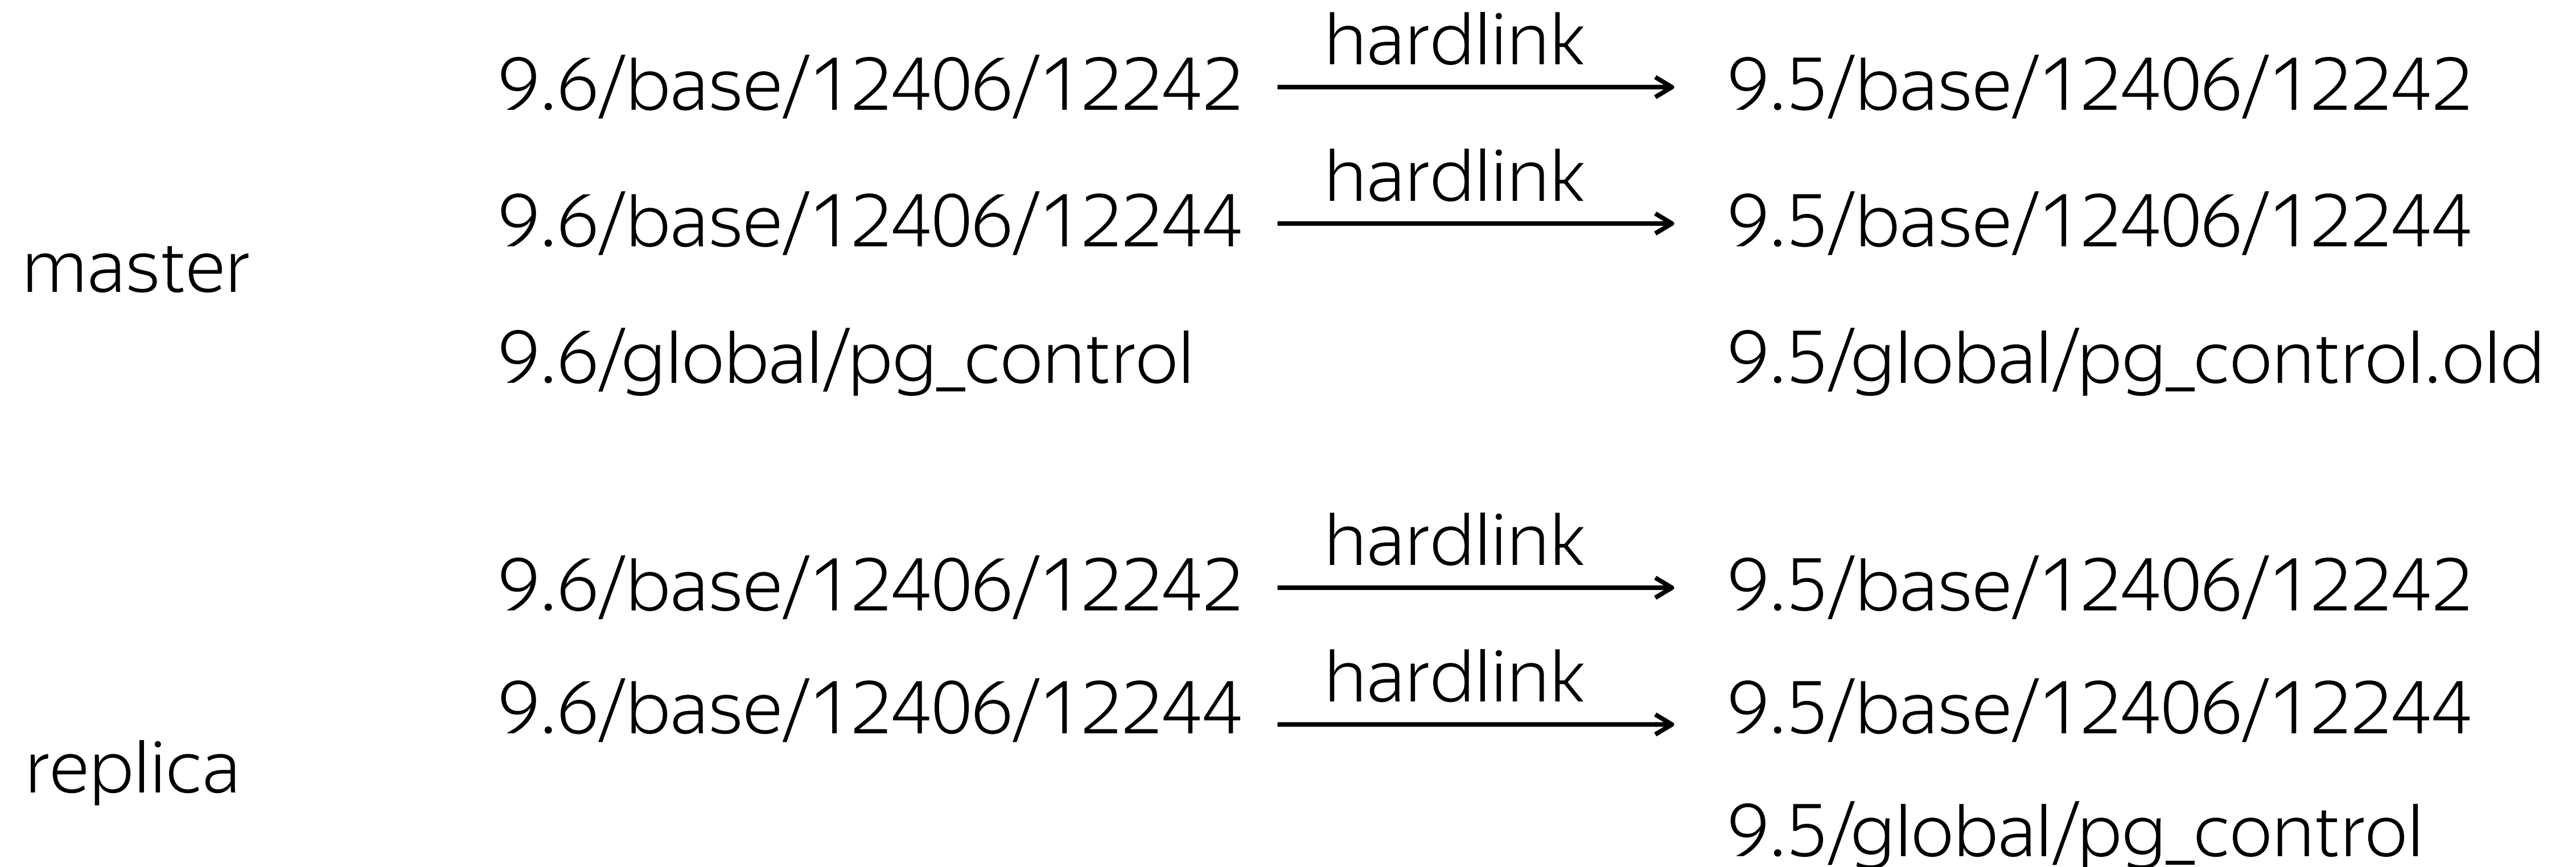 hardlink
9.6/base/12406/12242 9.5/base/12406/12242
hardlink
9.6/base/12406/12244 9.5/base/12406/12244
master
9.6/global/pg_control 9.5/global/pg_control.old
hardlink
9.6/base/12406/12242 9.5/base/12406/12242
hardlink
9.6/base/12406/12244 9.5/base/12406/12244
replica
9.5/global/pg_control